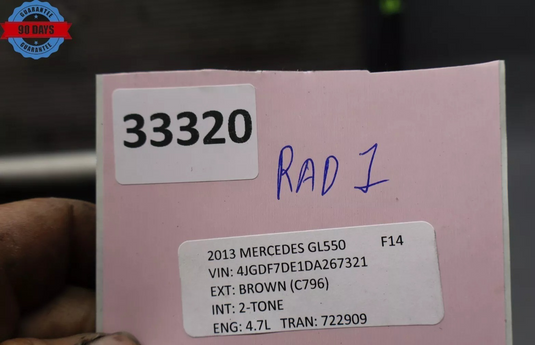 GUARANTEE
90 DAYS
GUARANTEE
33320
RAD 1
2013 MERCEDES GL550 F14
VIN: 4JGDF7DE1DA267321
EXT: BROWN (C796)
INT: 2-TONE
ENG: 4.7L TRAN: 722909